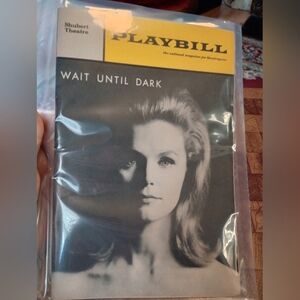 Shubert
Theatre
PLAYBILL
the national magazine for theatregoers
WAIT UNTIL DARK